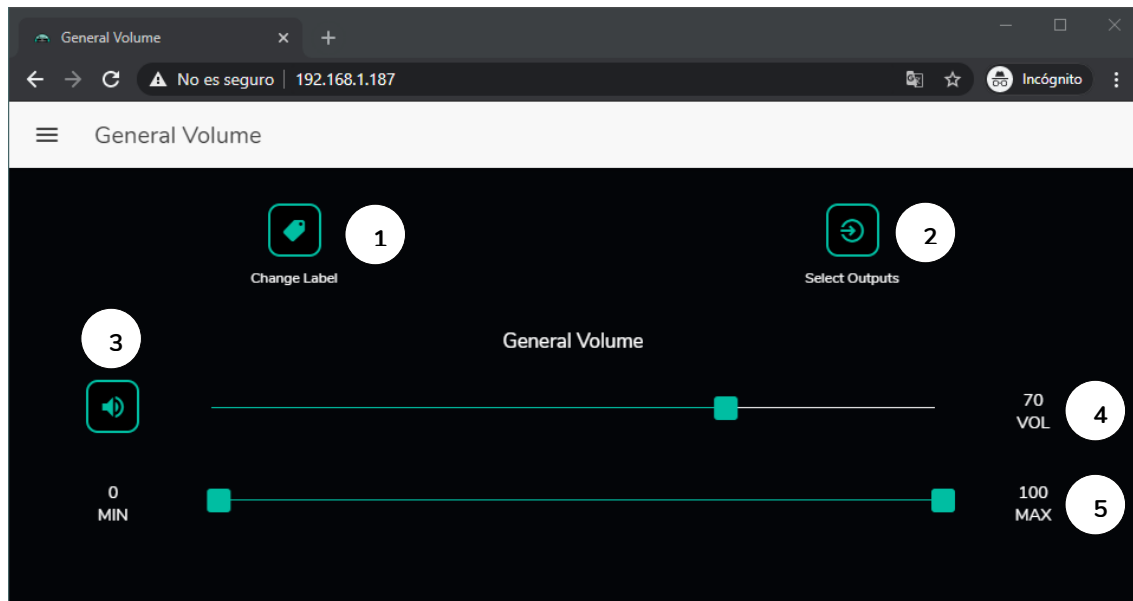 General Volume
No es seguro 192.168.1.187 Incógnito
General Volume
1
2
Change Label
Select Outputs
3
General Volume
70
VOL
4
0
MIN
100
MAX
5